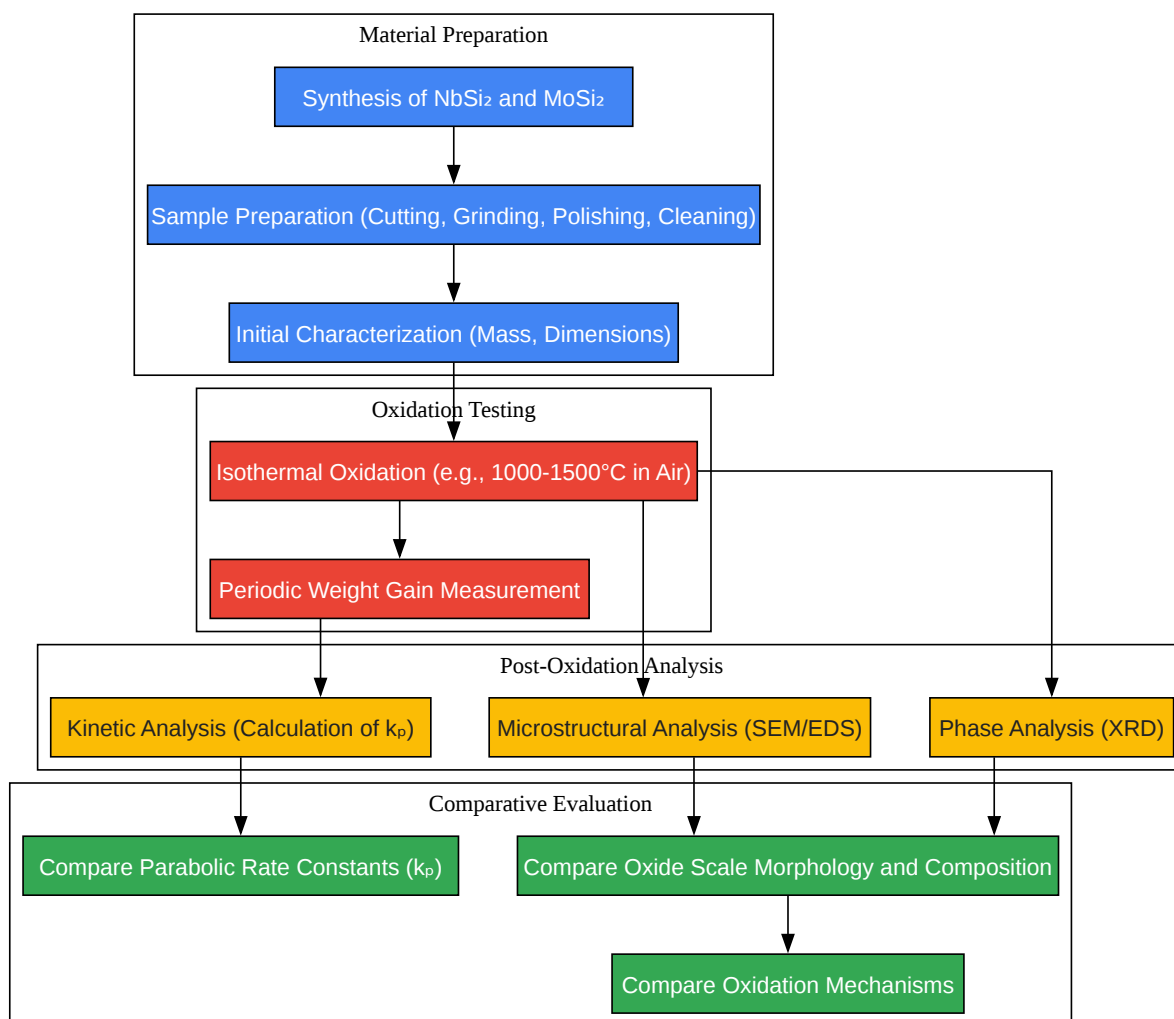 Material Preparation
Synthesis of NbSi₂ and MoSi₂
Sample Preparation (Cutting, Grinding, Polishing, Cleaning)
Initial Characterization (Mass, Dimensions)
Oxidation Testing
Isothermal Oxidation (e.g., 1000-1500°C in Air)
Periodic Weight Gain Measurement
Post-Oxidation Analysis
Kinetic Analysis (Calculation of kₚ)
Microstructural Analysis (SEM/EDS)
Phase Analysis (XRD)
Comparative Evaluation
Compare Parabolic Rate Constants (kₚ)
Compare Oxide Scale Morphology and Composition
Compare Oxidation Mechanisms